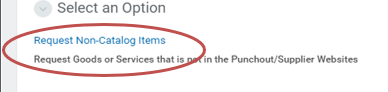 Select an Option
Request Non-Catalog Items
Request Goods or Services that is not in the Punchout/Supplier Websites